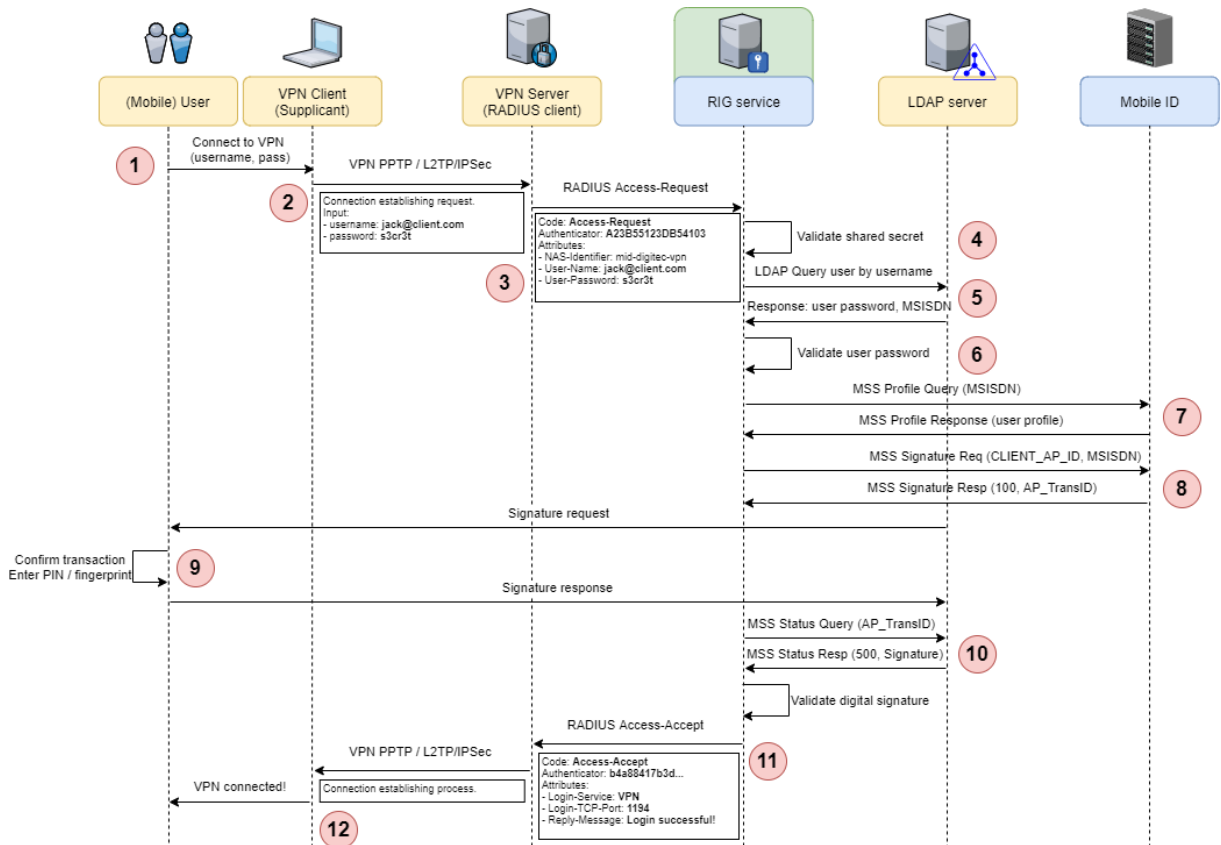 (Mobile) User
VPN Client
(Supplicant)
VPN Server
(RADIUS client)
RIG service
LDAP server
Mobile ID
Connect to VPN
(username, pass)
1
VPN PPTP / L2TP/IPSec
2
Connection establishing request.
Input:
- username: jack@client.com
- password: s3cr3t
RADIUS Access-Request
3
Code: Access-Request
Authenticator: A23B55123DB54103
Attributes:
- NAS-Identifier: mid-digitec-vpn
- User-Name: jack@client.com
- User-Password: s3cr3t
Validate shared secret
4
LDAP Query user by username
5
Response: user password, MSISDN
Validate user password
6
MSS Profile Query (MSISDN)
MSS Profile Response (user profile)
7
MSS Signature Req (CLIENT_AP_ID, MSISDN)
MSS Signature Resp (100, AP_TransID)
8
Signature request
Confirm transaction
Enter PIN / fingerprint
9
Signature response
MSS Status Query (AP_TransID)
MSS Status Resp (500, Signature)
10
Validate digital signature
RADIUS Access-Accept
11
Code: Access-Accept
Authenticator: b4a88417b3d...
Attributes:
- Login-Service: VPN
- Login-TCP-Port: 1194
- Reply-Message: Login successful!
VPN PPTP / L2TP/IPSec
Connection establishing process.
VPN connected!
12